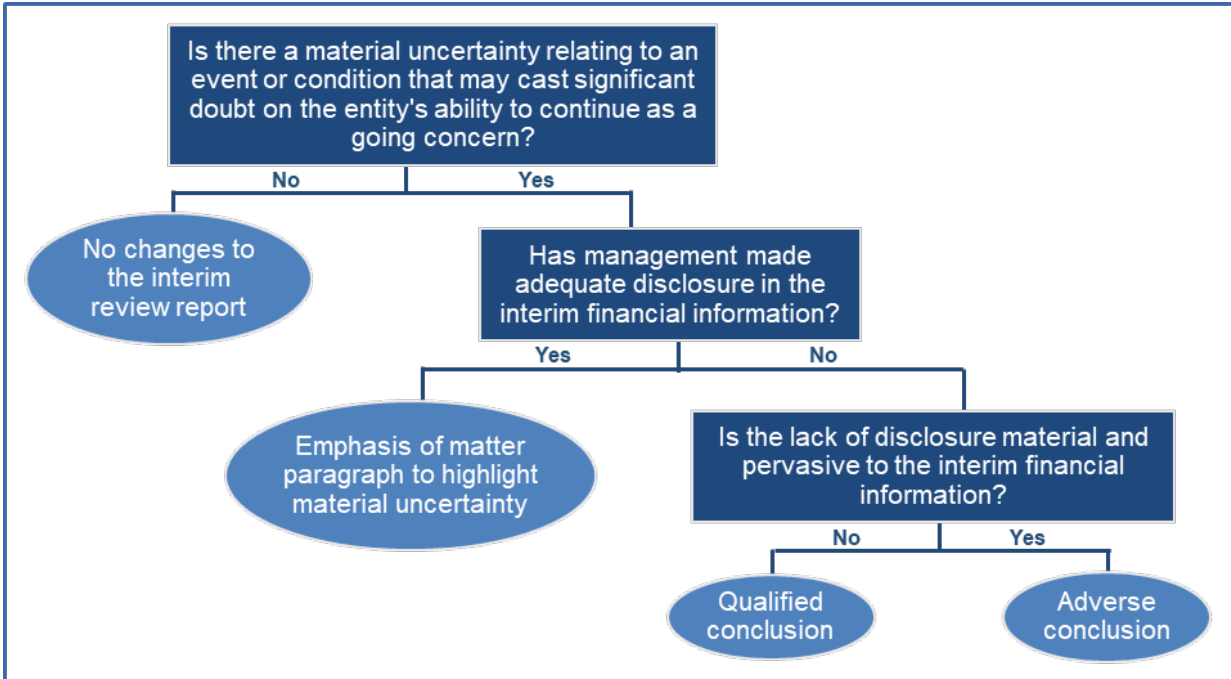 Is there a material uncertainty relating to an
event or condition that may cast significant
doubt on the entity's ability to continue as a
going concern?
No
Yes
No changes to
the interim
review report
Has management made
adequate disclosure in the
interim financial information?
Yes
No
Emphasis of matter
paragraph to highlight
material uncertainty
Is the lack of disclosure material and
pervasive to the interim financial
information?
No
Yes
Qualified
conclusion
Adverse
conclusion